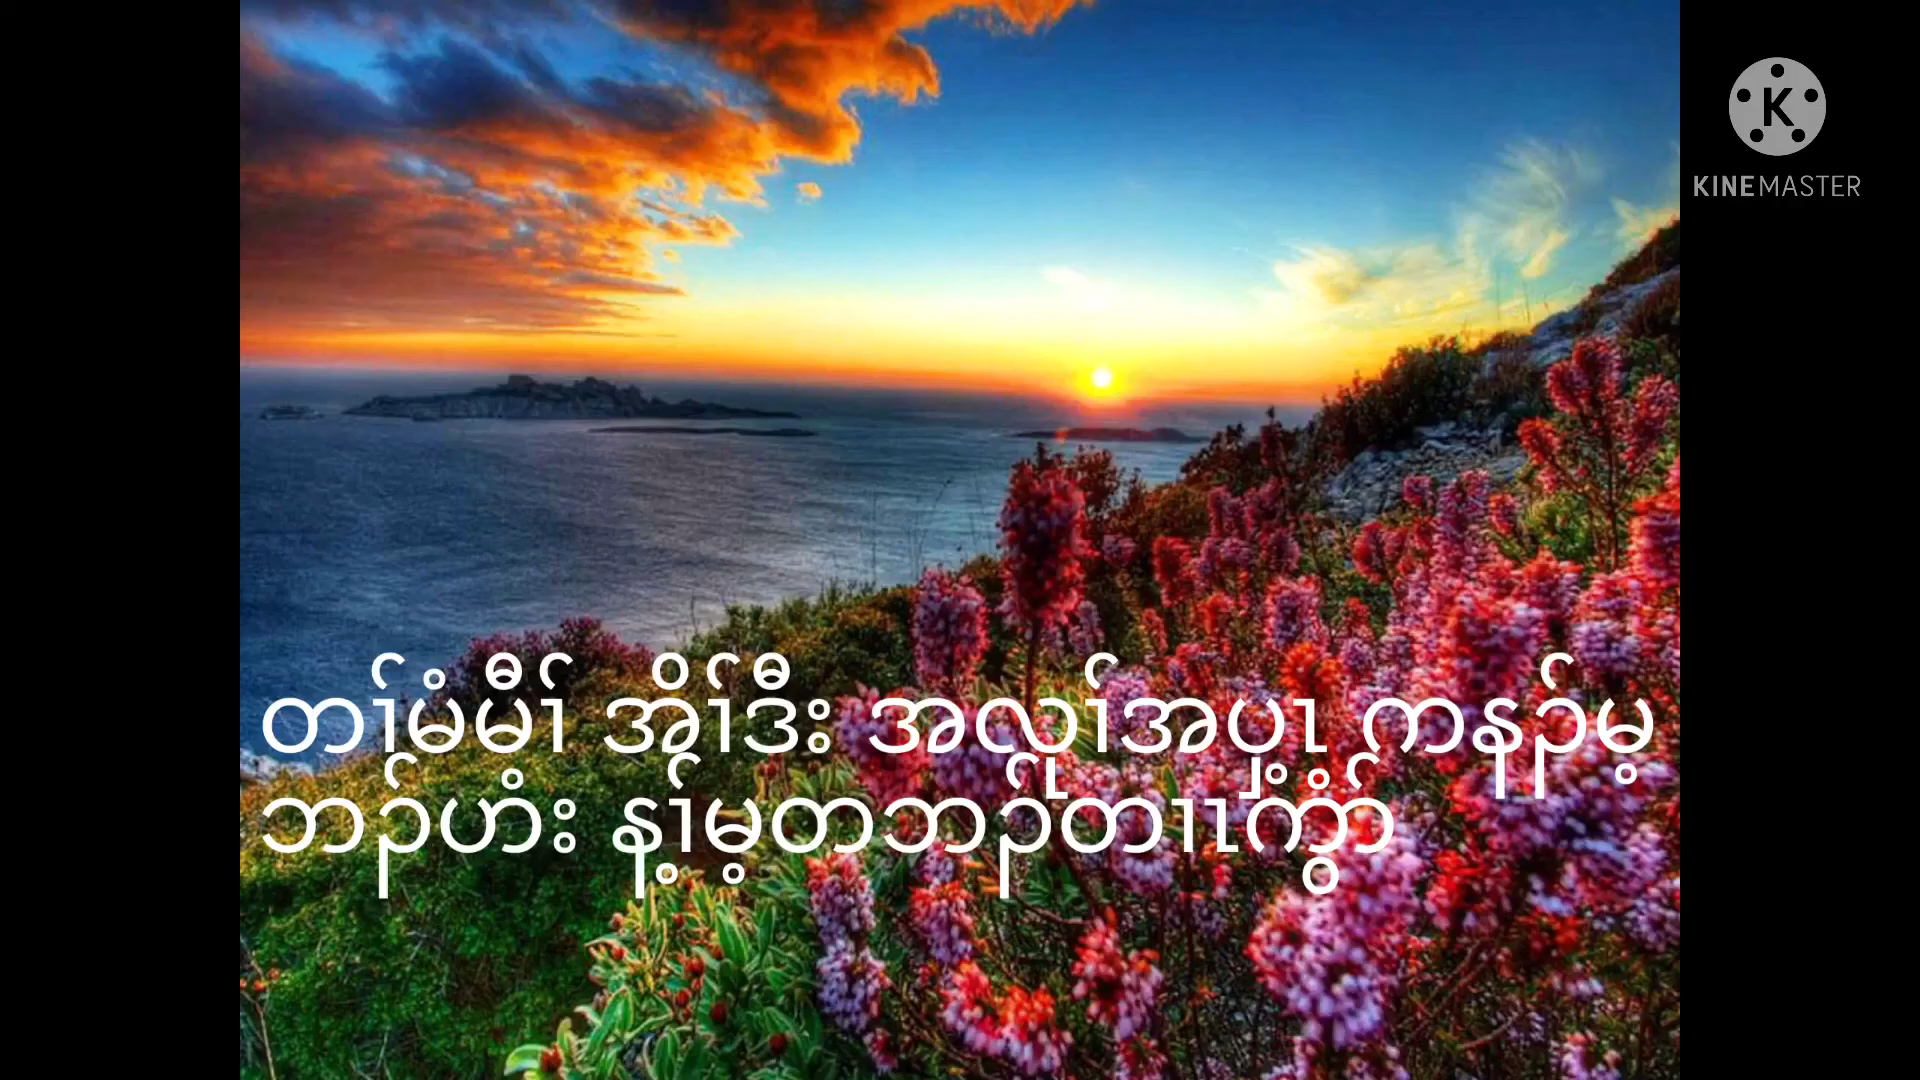 KINEMASTER
တၢ်မံမီၢ် အိၢ်ဒီး အလုၢ်အပှ့ၤ ကနၣ်မ့
ဘၣ်ဟံး န့ၢ်မ့တဘၣ်တၢၤကွံာ်